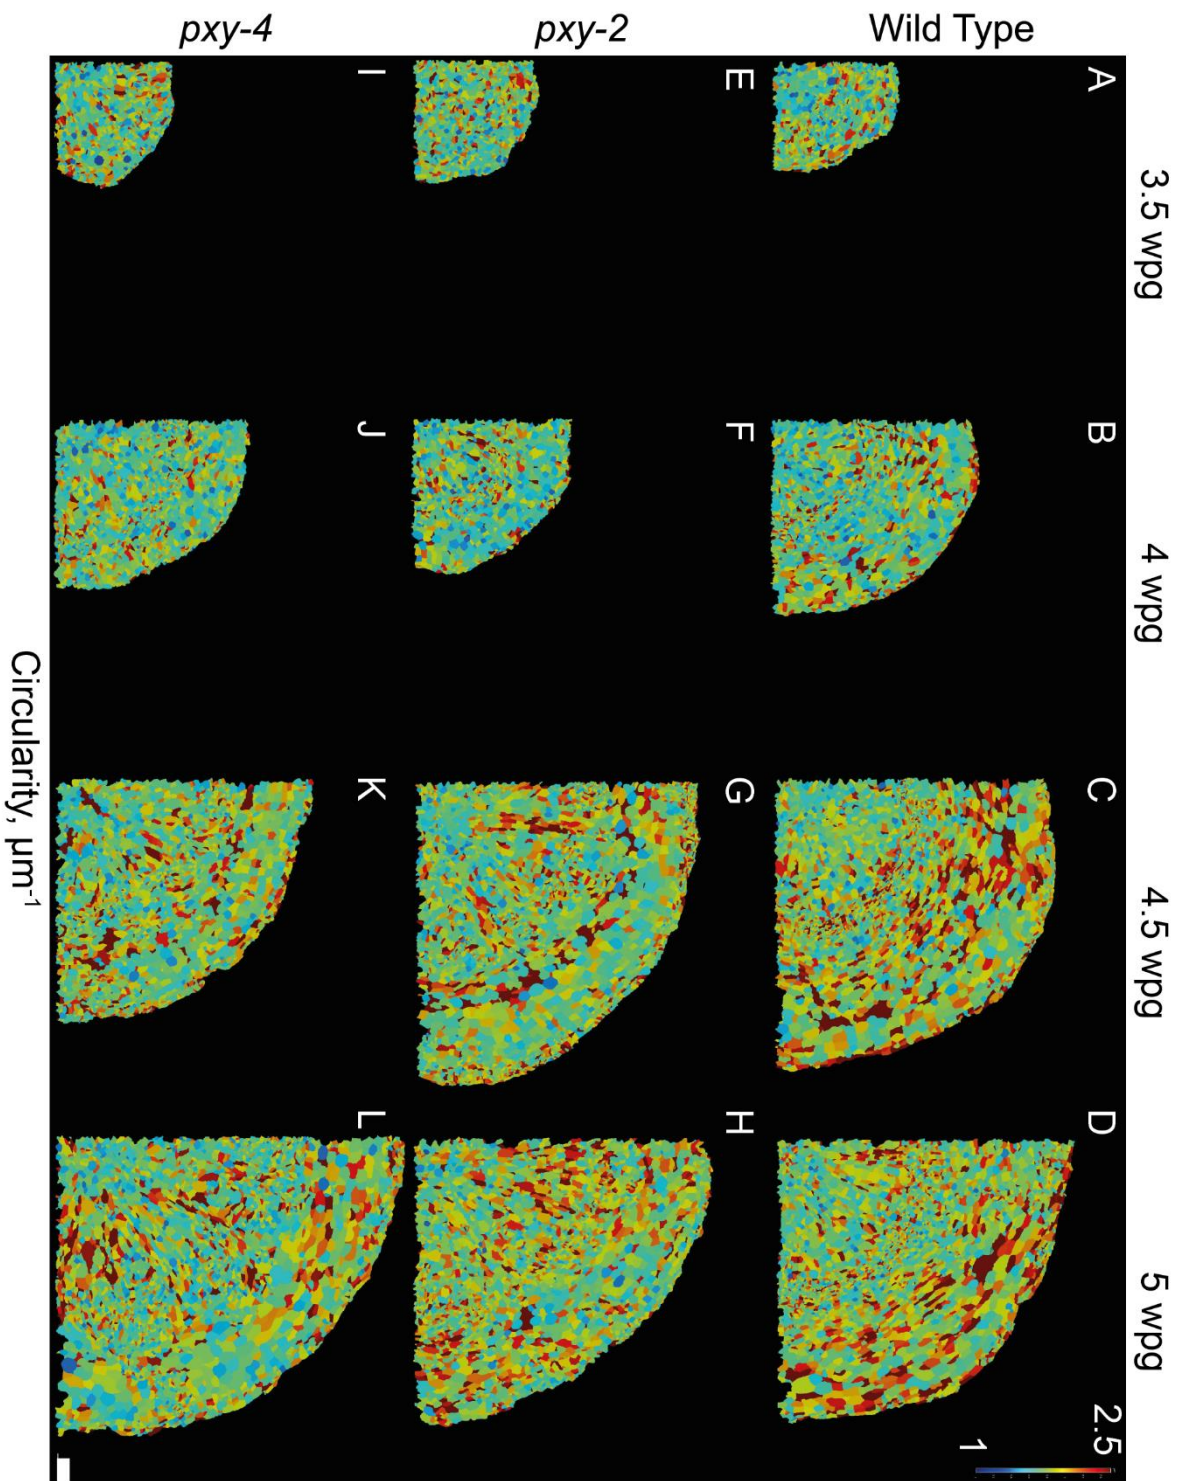 3.5 wpg
4 wpg
4.5 wpg
5 wpg
Wild Type
A
B
C
D
2.5
1
pxy-2
E
F
G
H
pxy-4
I
J
K
L
Circularity, µm⁻¹